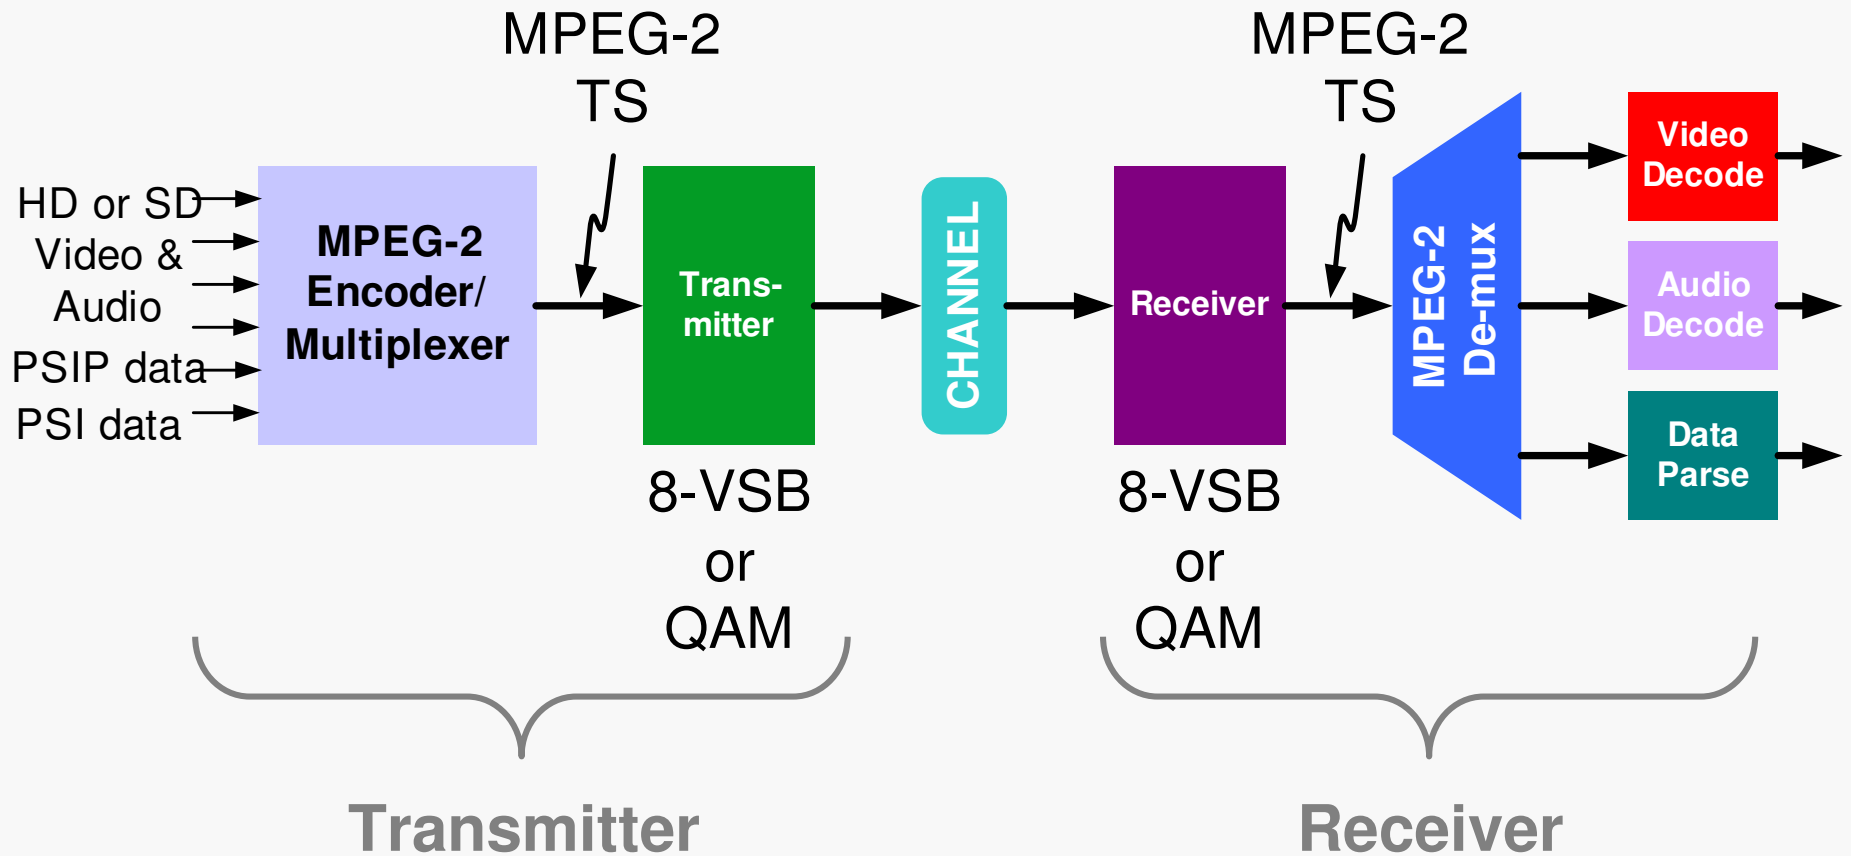 MPEG-2
TS
MPEG-2
TS
HD or SD
Video &
Audio
PSIP data
PSI data
MPEG-2
Encoder/
Multiplexer
Trans-
mitter
CHANNEL
Receiver
MPEG-2
De-mux
Video
Decode
Audio
Decode
Data
Parse
8-VSB
or
QAM
8-VSB
or
QAM
Transmitter
Receiver